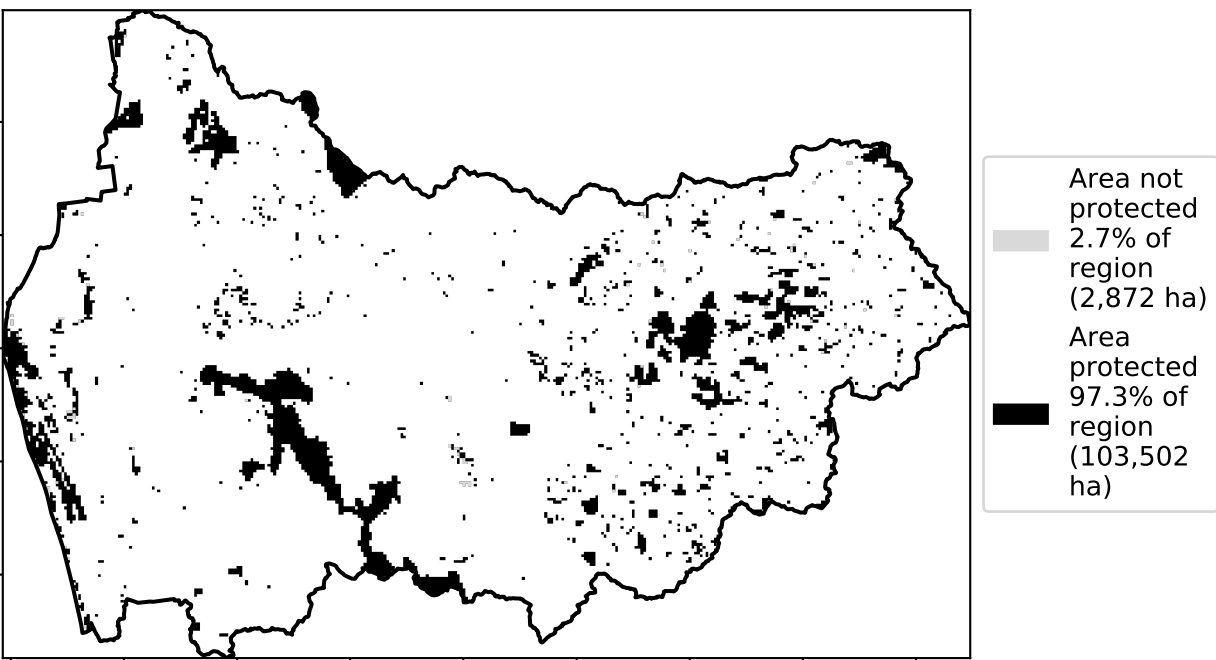 Area not
protected
2.7% of
region
(2,872 ha)
Area
protected
97.3% of
region
(103,502
ha)